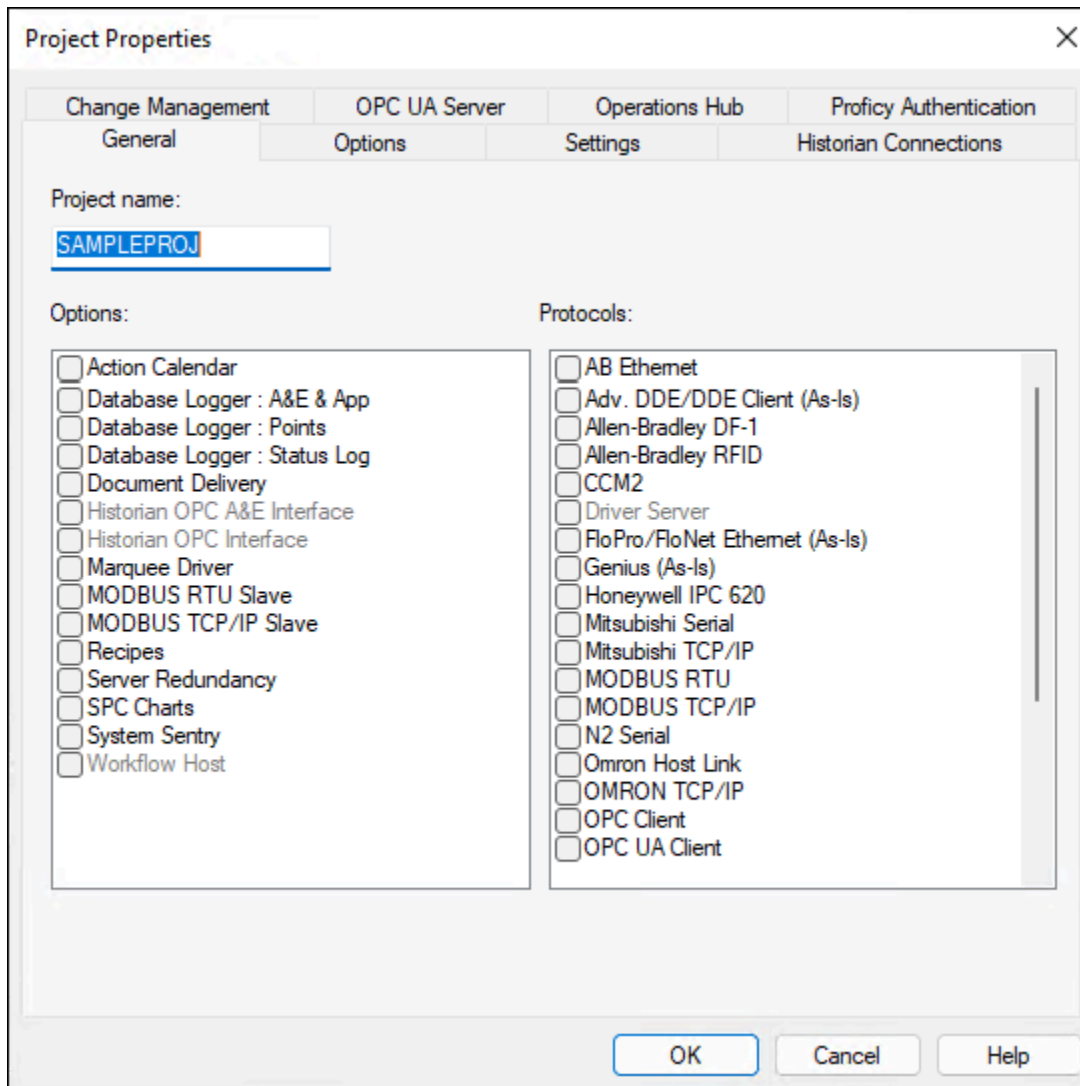 Project Properties
Change Management OPC UA Server Operations Hub Proficy Authentication
General Options Settings Historian Connections
Project name:
SAMPLEPROJ
Options:
Action Calendar
Database Logger : A&E & App
Database Logger : Points
Database Logger : Status Log
Document Delivery
Historian OPC A&E Interface
Historian OPC Interface
Marquee Driver
MODBUS RTU Slave
MODBUS TCP/IP Slave
Recipes
Server Redundancy
SPC Charts
System Sentry
Workflow Host
Protocols:
AB Ethernet
Adv. DDE/DDE Client (As-Is)
Allen-Bradley DF-1
Allen-Bradley RFID
CCM2
Driver Server
FloPro/FloNet Ethernet (As-Is)
Genius (As-Is)
Honeywell IPC 620
Mitsubishi Serial
Mitsubishi TCP/IP
MODBUS RTU
MODBUS TCP/IP
N2 Serial
Omron Host Link
OMRON TCP/IP
OPC Client
OPC UA Client
OK Cancel Help